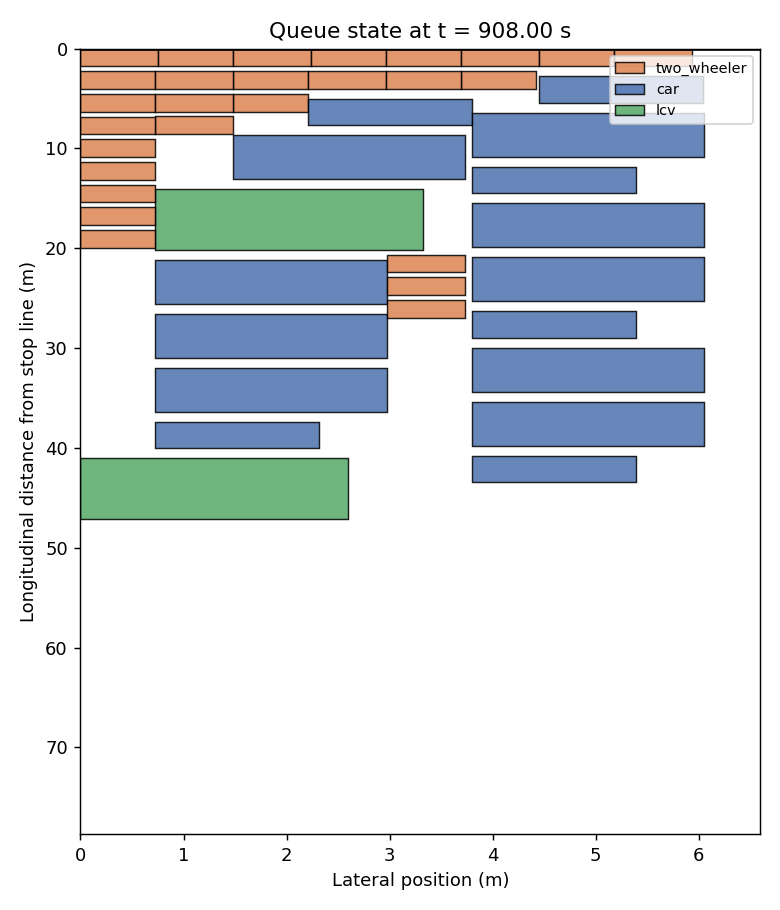 Queue state at t = 908.00 s
two_wheeler
car
lcv
0
10
20
30
40
50
60
70
Longitudinal distance from stop line (m)
0 1 2 3 4 5 6
Lateral position (m)